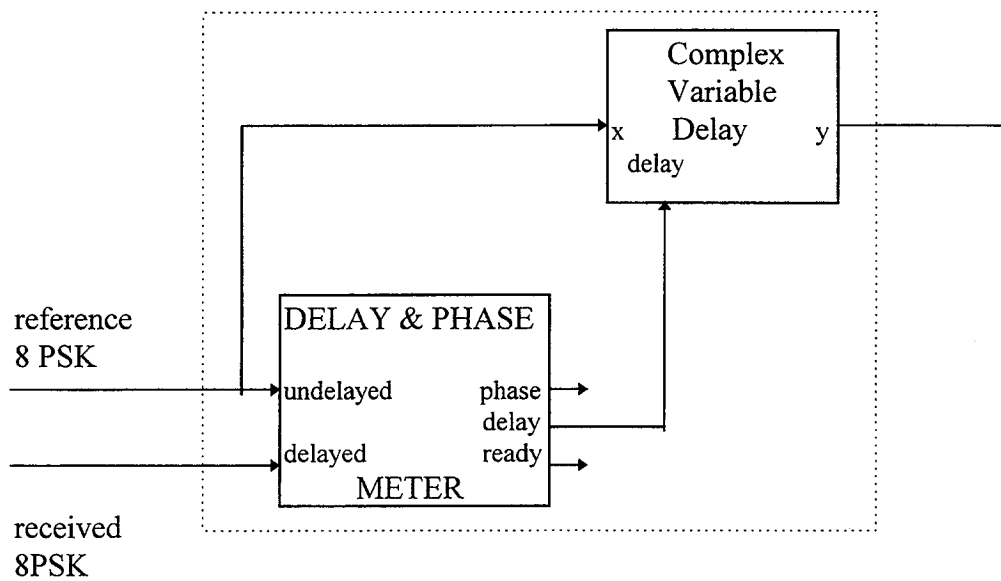 Complex
Variable
x Delay y
delay
reference
8 PSK
DELAY & PHASE
undelayed phase
delay
delayed ready
METER
received
8PSK